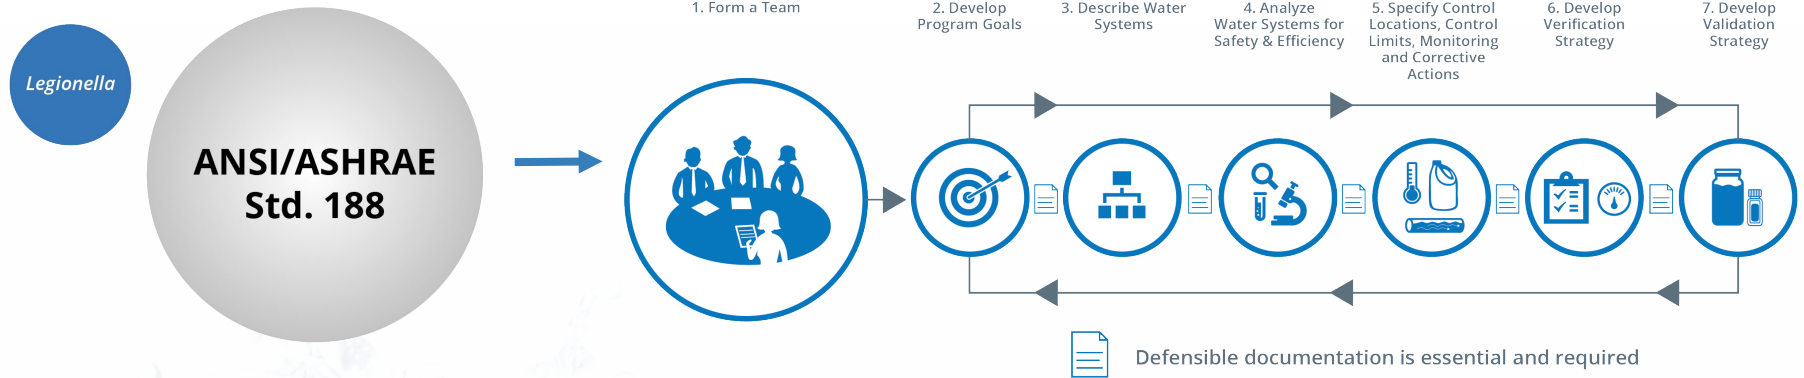 Legionella
ANSI/ASHRAE
Std. 188
1. Form a Team
2. Develop
Program Goals
3. Describe Water
Systems
4. Analyze
Water Systems for
Safety & Efficiency
5. Specify Control
Locations, Control
Limits, Monitoring
and Corrective
Actions
6. Develop
Verification
Strategy
7. Develop
Validation
Strategy
Defensible documentation is essential and required